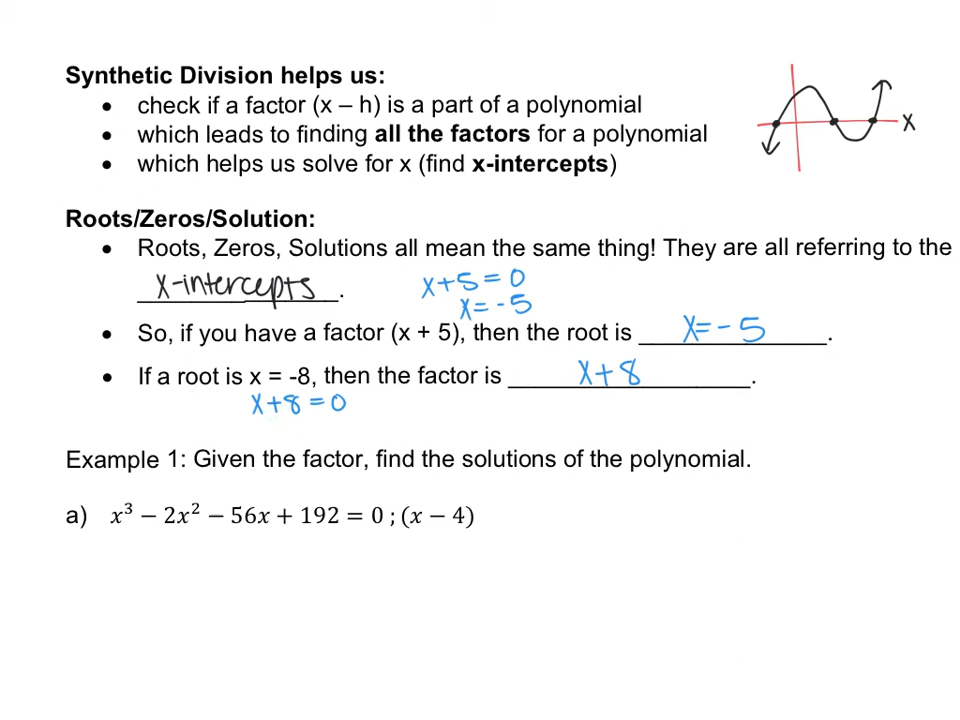 Synthetic Division helps us:
• check if a factor (x – h) is a part of a polynomial
• which leads to finding all the factors for a polynomial
• which helps us solve for x (find x-intercepts)
X
Roots/Zeros/Solution:
• Roots, Zeros, Solutions all mean the same thing! They are all referring to the
x-intercepts.
x+5=0
x=-5
• So, if you have a factor (x + 5), then the root is x=-5.
• If a root is x = -8, then the factor is x+8.
x+8=0
Example 1: Given the factor, find the solutions of the polynomial.
a) x³ − 2x² − 56x + 192 = 0 ; (x − 4)